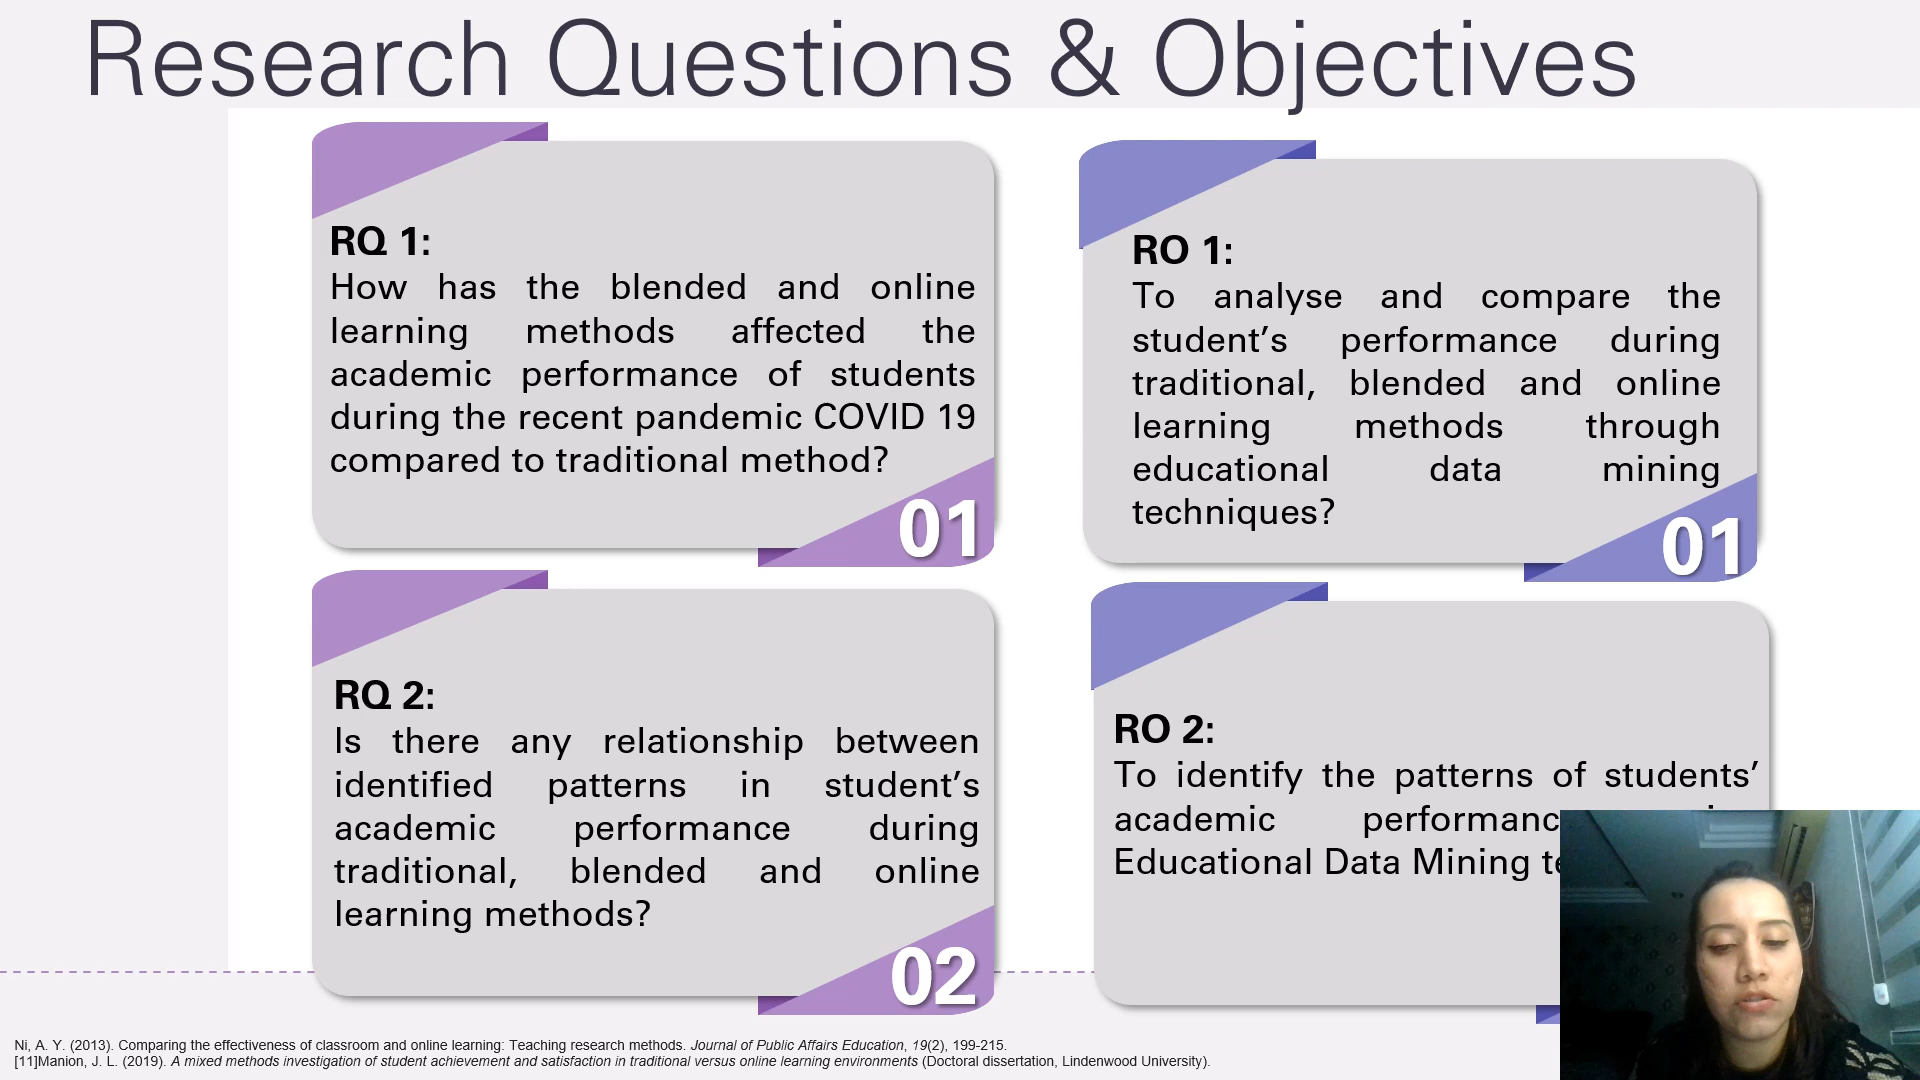 Research Questions & Objectives
RQ 1:
How has the blended and online
learning methods affected the
academic performance of students
during the recent pandemic COVID 19
compared to traditional method?
01
RO 1:
To analyse and compare the
student’s performance during
traditional, blended and online
learning methods through
educational data mining
techniques?
01
RQ 2:
Is there any relationship between
identified patterns in student’s
academic performance during
traditional, blended and online
learning methods?
02
RO 2:
To identify the patterns of students’
academic
Educational Data Mining
Ni, A. Y. (2013). Comparing the effectiveness of classroom and online learning: Teaching research methods. Journal of Public Affairs Education, 19(2), 199-215.
[11]Manion, J. L. (2019). A mixed methods investigation of student achievement and satisfaction in traditional versus online learning environments (Doctoral dissertation, Lindenwood University).